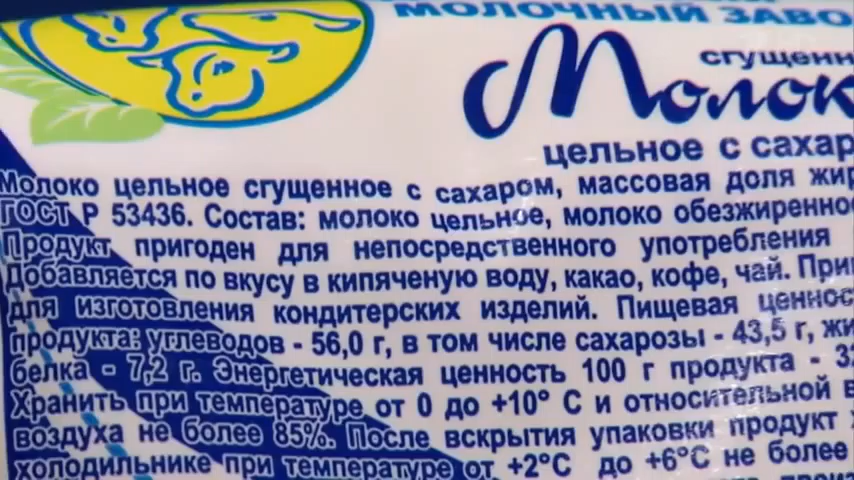 МОЛОЧНЫЙ ЗАВО
сгущенн
Молок
цельное с сахар
Молоко цельное сгущенное с сахаром, массовая доля жир
ГОСТ Р 53436. Состав: молоко цельное, молоко обезжиренно
Продукт пригоден для непосредственного употребления
Добавляется по вкусу в кипяченую воду, какао, кофе, чай. При
для изготовления кондитерских изделий. Пищевая ценнос
продукта: углеводов - 56,0 г, в том числе сахарозы - 43,5 г, жи
белка - 7,2 г. Энергетическая ценность 100 г продукта - 3
Хранить при температуре от 0 до +10° С и относительной в
воздуха не более 85%. После вскрытия упаковки продукт х
холодильнике при температуре от +2°С до +6°С не более